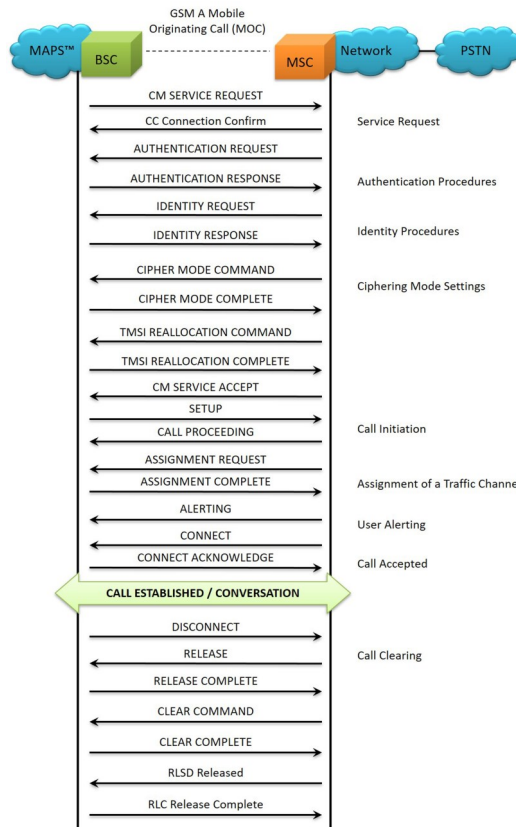 GSM A Mobile
Originating Call (MOC)
MAPS™
BSC
MSC
Network
PSTN
CM SERVICE REQUEST
CC Connection Confirm
Service Request
AUTHENTICATION REQUEST
AUTHENTICATION RESPONSE
Authentication Procedures
IDENTITY REQUEST
IDENTITY RESPONSE
Identity Procedures
CIPHER MODE COMMAND
Ciphering Mode Settings
CIPHER MODE COMPLETE
TMSI REALLOCATION COMMAND
TMSI REALLOCATION COMPLETE
CM SERVICE ACCEPT
SETUP
CALL PROCEEDING
Call Initiation
ASSIGNMENT REQUEST
ASSIGNMENT COMPLETE
Assignment of a Traffic Channel
ALERTING
User Alerting
CONNECT
CONNECT ACKNOWLEDGE
Call Accepted
CALL ESTABLISHED / CONVERSATION
DISCONNECT
RELEASE
Call Clearing
RELEASE COMPLETE
CLEAR COMMAND
CLEAR COMPLETE
RLSD Released
RLC Release Complete